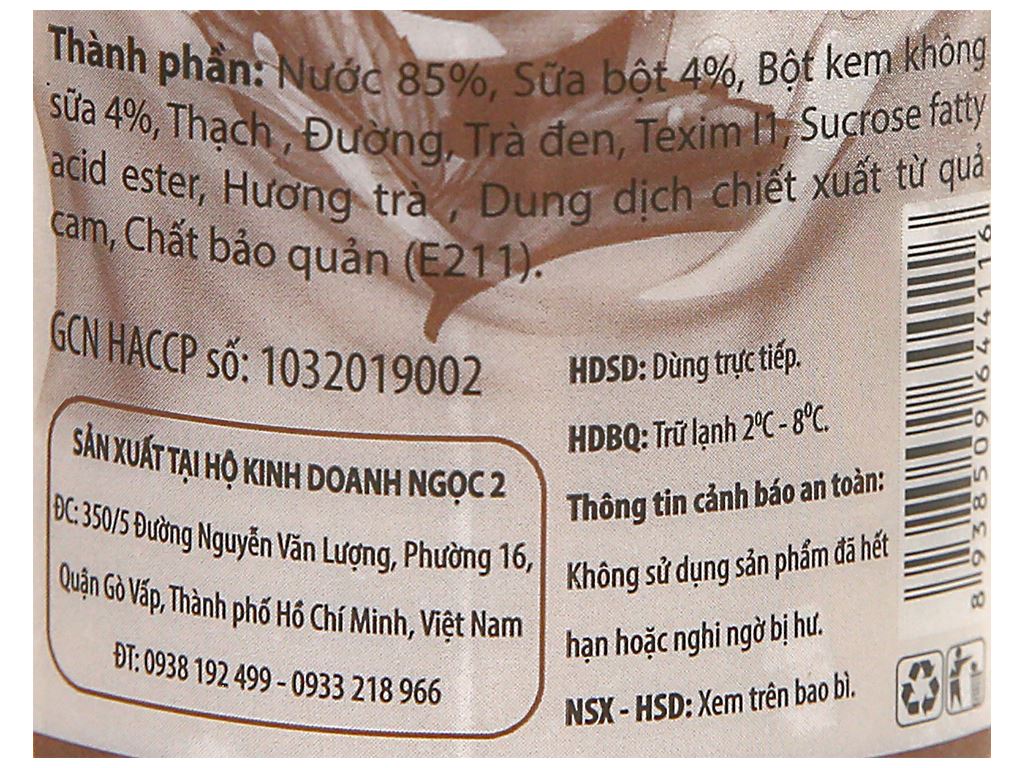 Thành phần: Nước 85%, Sữa bột 4%, Bột kem không
sữa 4%, Thạch , Đường, Trà đen, Texim I1, Sucrose fatty
acid ester, Hương trà , Dung dịch chiết xuất từ quả
cam, Chất bảo quản (E211).
GCN HACCP số: 1032019002
SẢN XUẤT TẠI HỘ KINH DOANH NGỌC 2
ĐC: 350/5 Đường Nguyễn Văn Lượng, Phường 16,
Quận Gò Vấp, Thành phố Hồ Chí Minh, Việt Nam
ĐT: 0938 192 499 - 0933 218 966
HDSD: Dùng trực tiếp.
HDBQ: Trữ lạnh 2⁰C - 8⁰C.
Thông tin cảnh báo an toàn:
Không sử dụng sản phẩm đã hết
hạn hoặc nghi ngờ bị hư.
NSX - HSD: Xem trên bao bì.
8 938509 644116